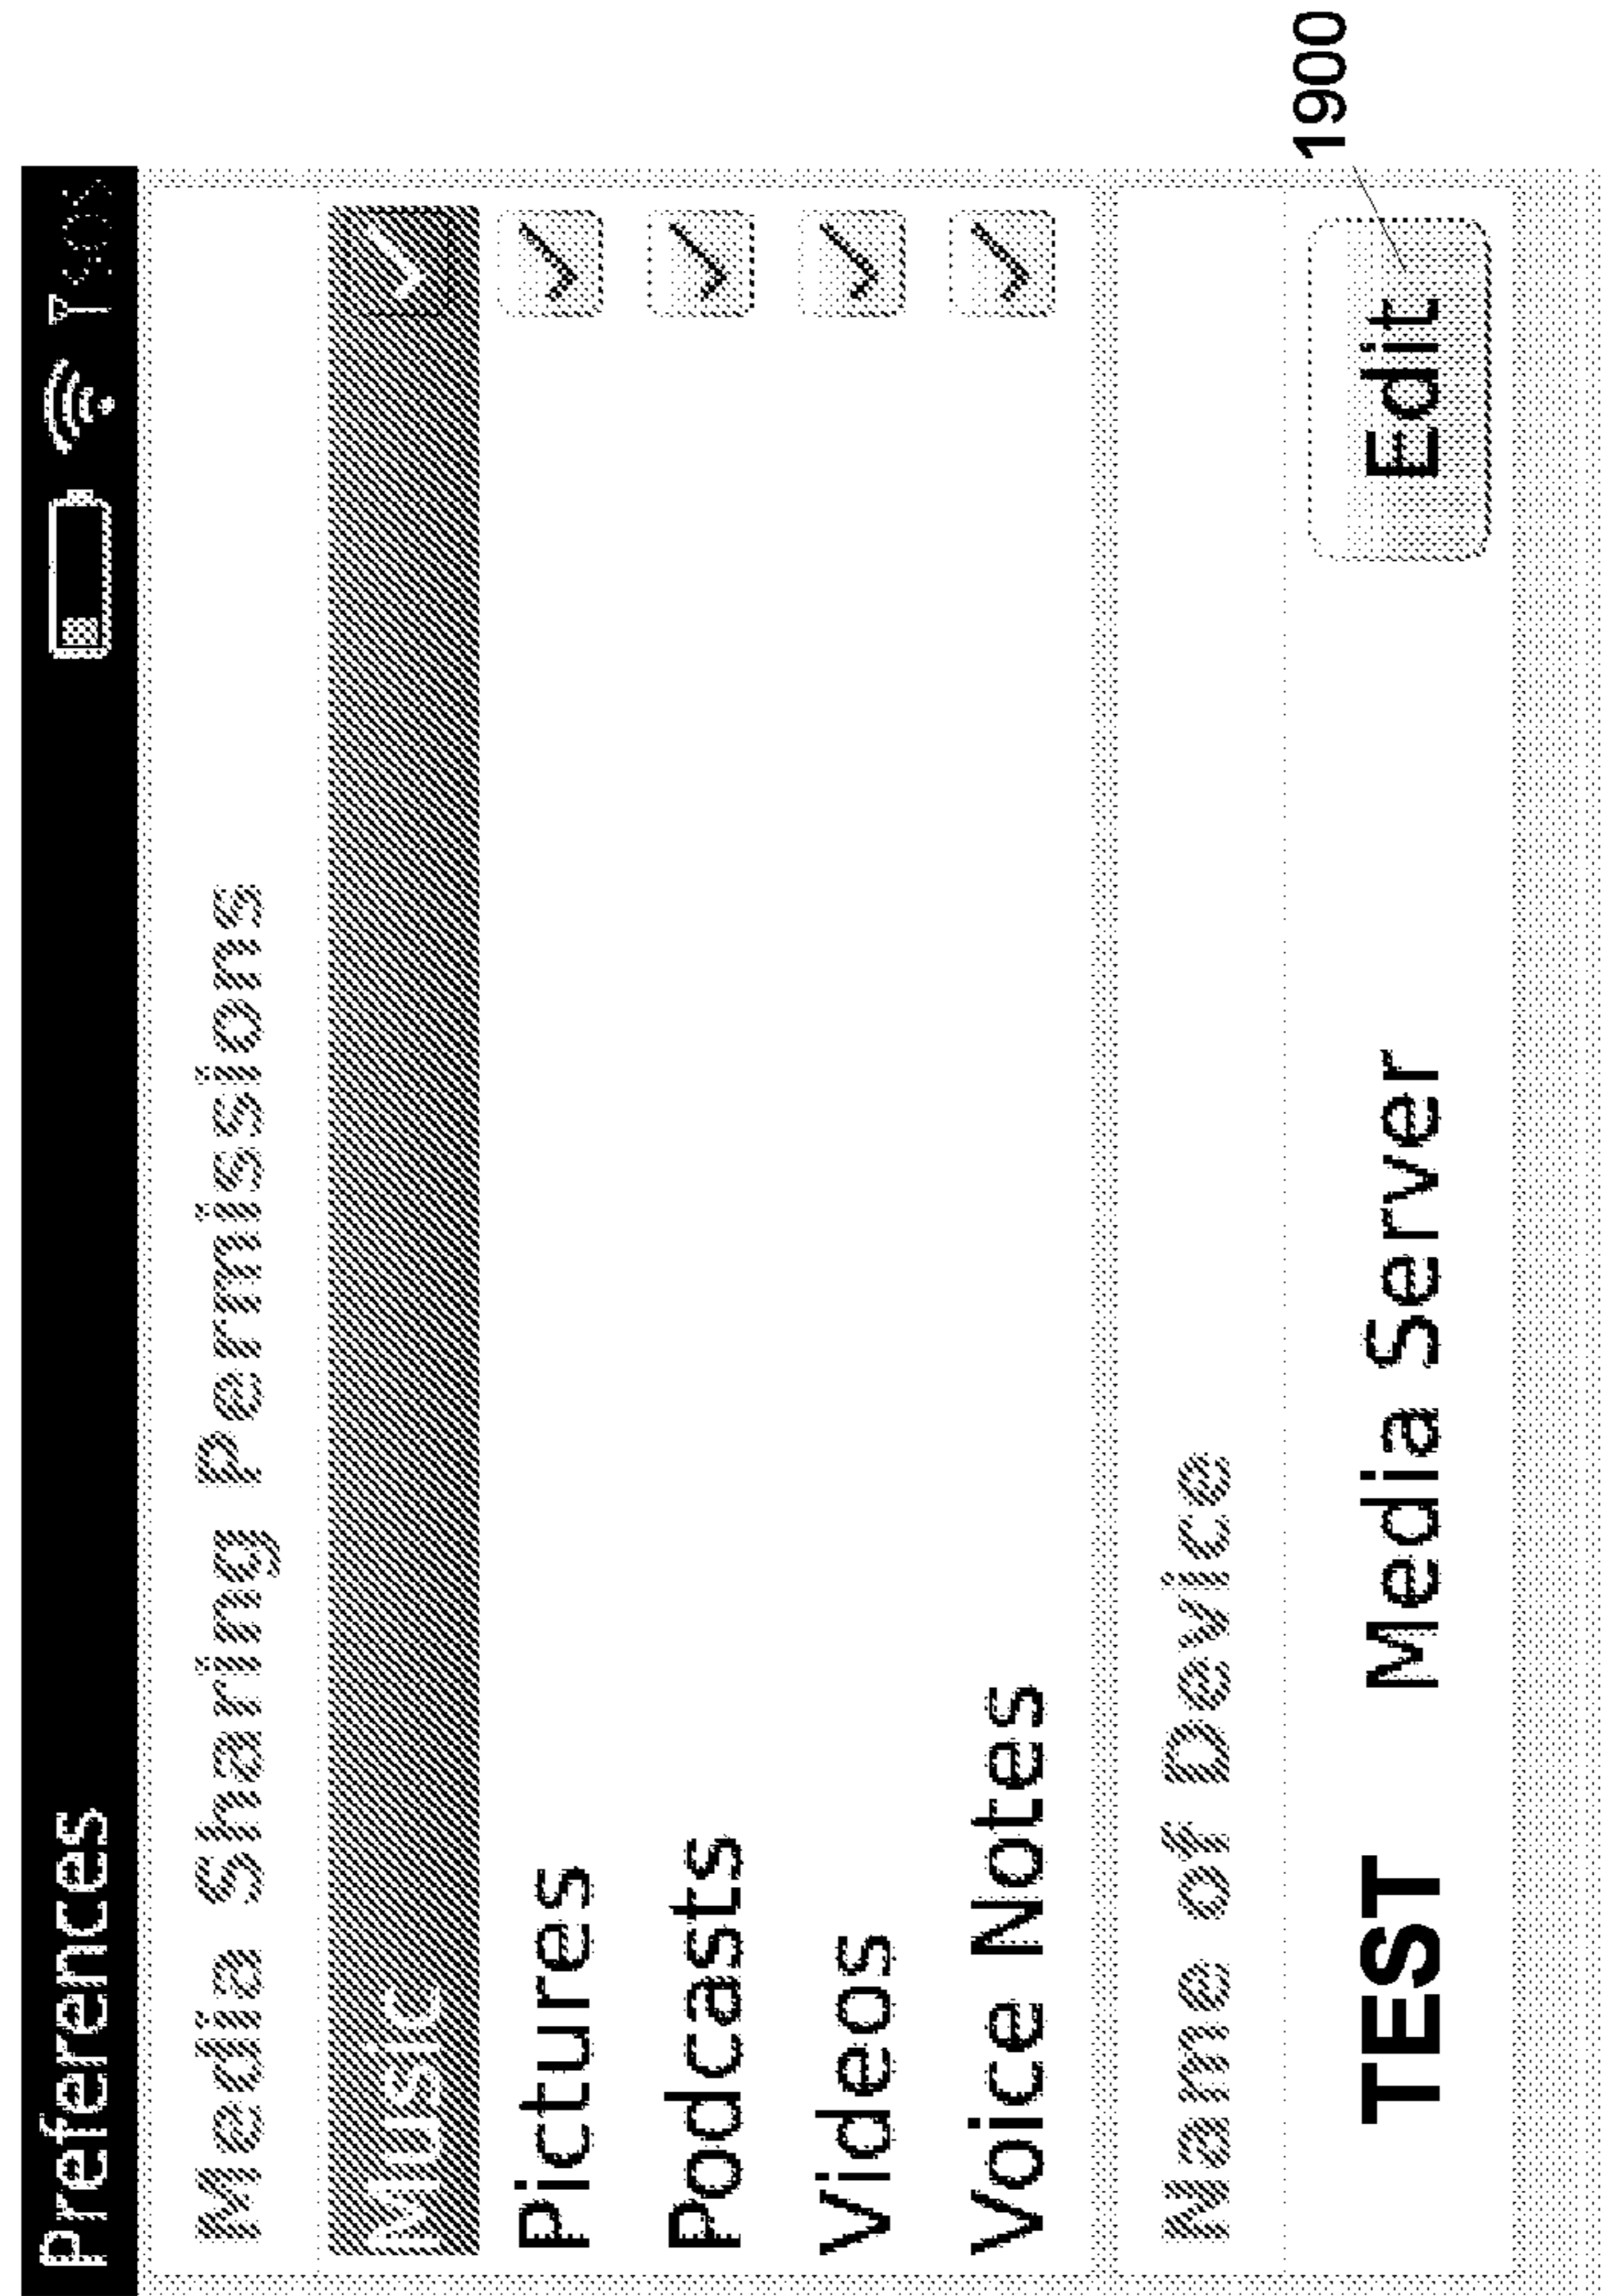 Preferences
Media Sharing Permissions
Music
Pictures
Podcasts
Videos
Voice Notes
Name of Device
TEST Media Server Edit
1900